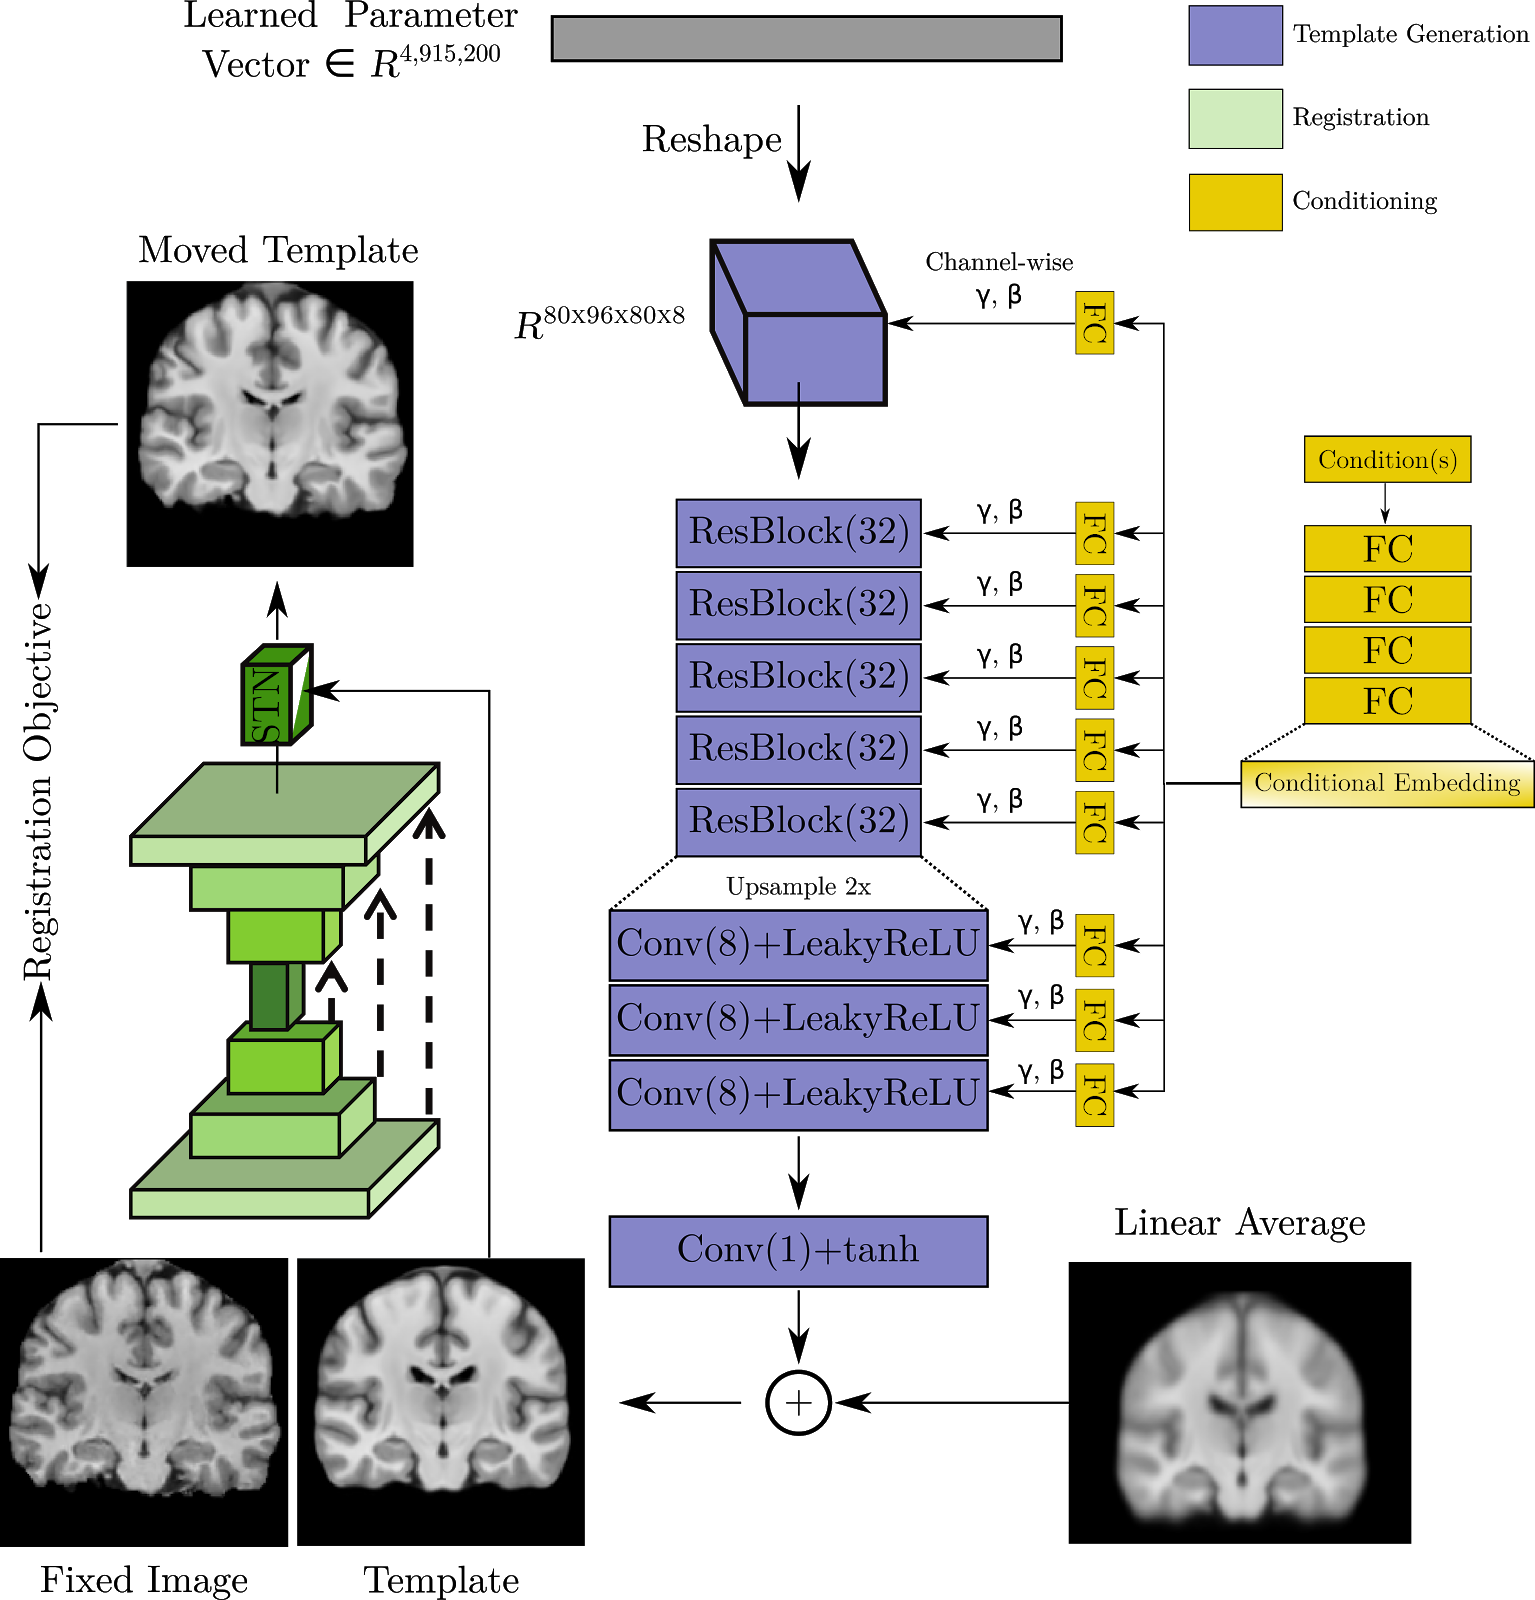 Learned Parameter
Vector ∈ R^4,915,200
Template Generation
Registration
Conditioning
Reshape
Moved Template
R^80x96x80x8
Channel-wise
γ, β
FC
Condition(s)
FC
FC
FC
FC
Conditional Embedding
ResBlock(32)
γ, β
FC
ResBlock(32)
γ, β
FC
ResBlock(32)
γ, β
FC
ResBlock(32)
γ, β
FC
ResBlock(32)
γ, β
FC
Upsample 2x
Conv(8)+LeakyReLU
γ, β
FC
Conv(8)+LeakyReLU
γ, β
FC
Conv(8)+LeakyReLU
γ, β
FC
Conv(1)+tanh
+
Linear Average
Registration Objective
STN
Fixed Image
Template